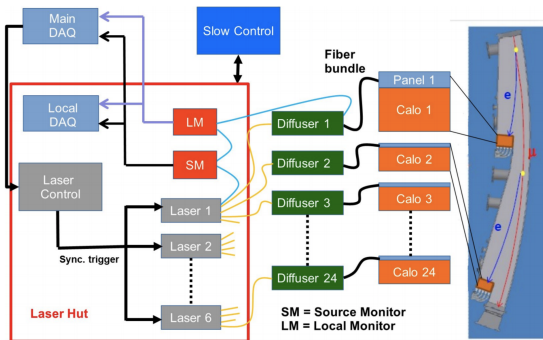 Main
DAQ
Slow Control
Fiber
bundle
Panel 1
Calo 1
Local
DAQ
LM
SM
Diffuser 1
Diffuser 2
Calo 2
Laser
Control
Laser 1
Diffuser 3
Calo 3
Sync. trigger
Laser 2
Diffuser 24
Calo 24
Laser Hut
Laser 6
SM = Source Monitor
LM = Local Monitor
e
μ
e